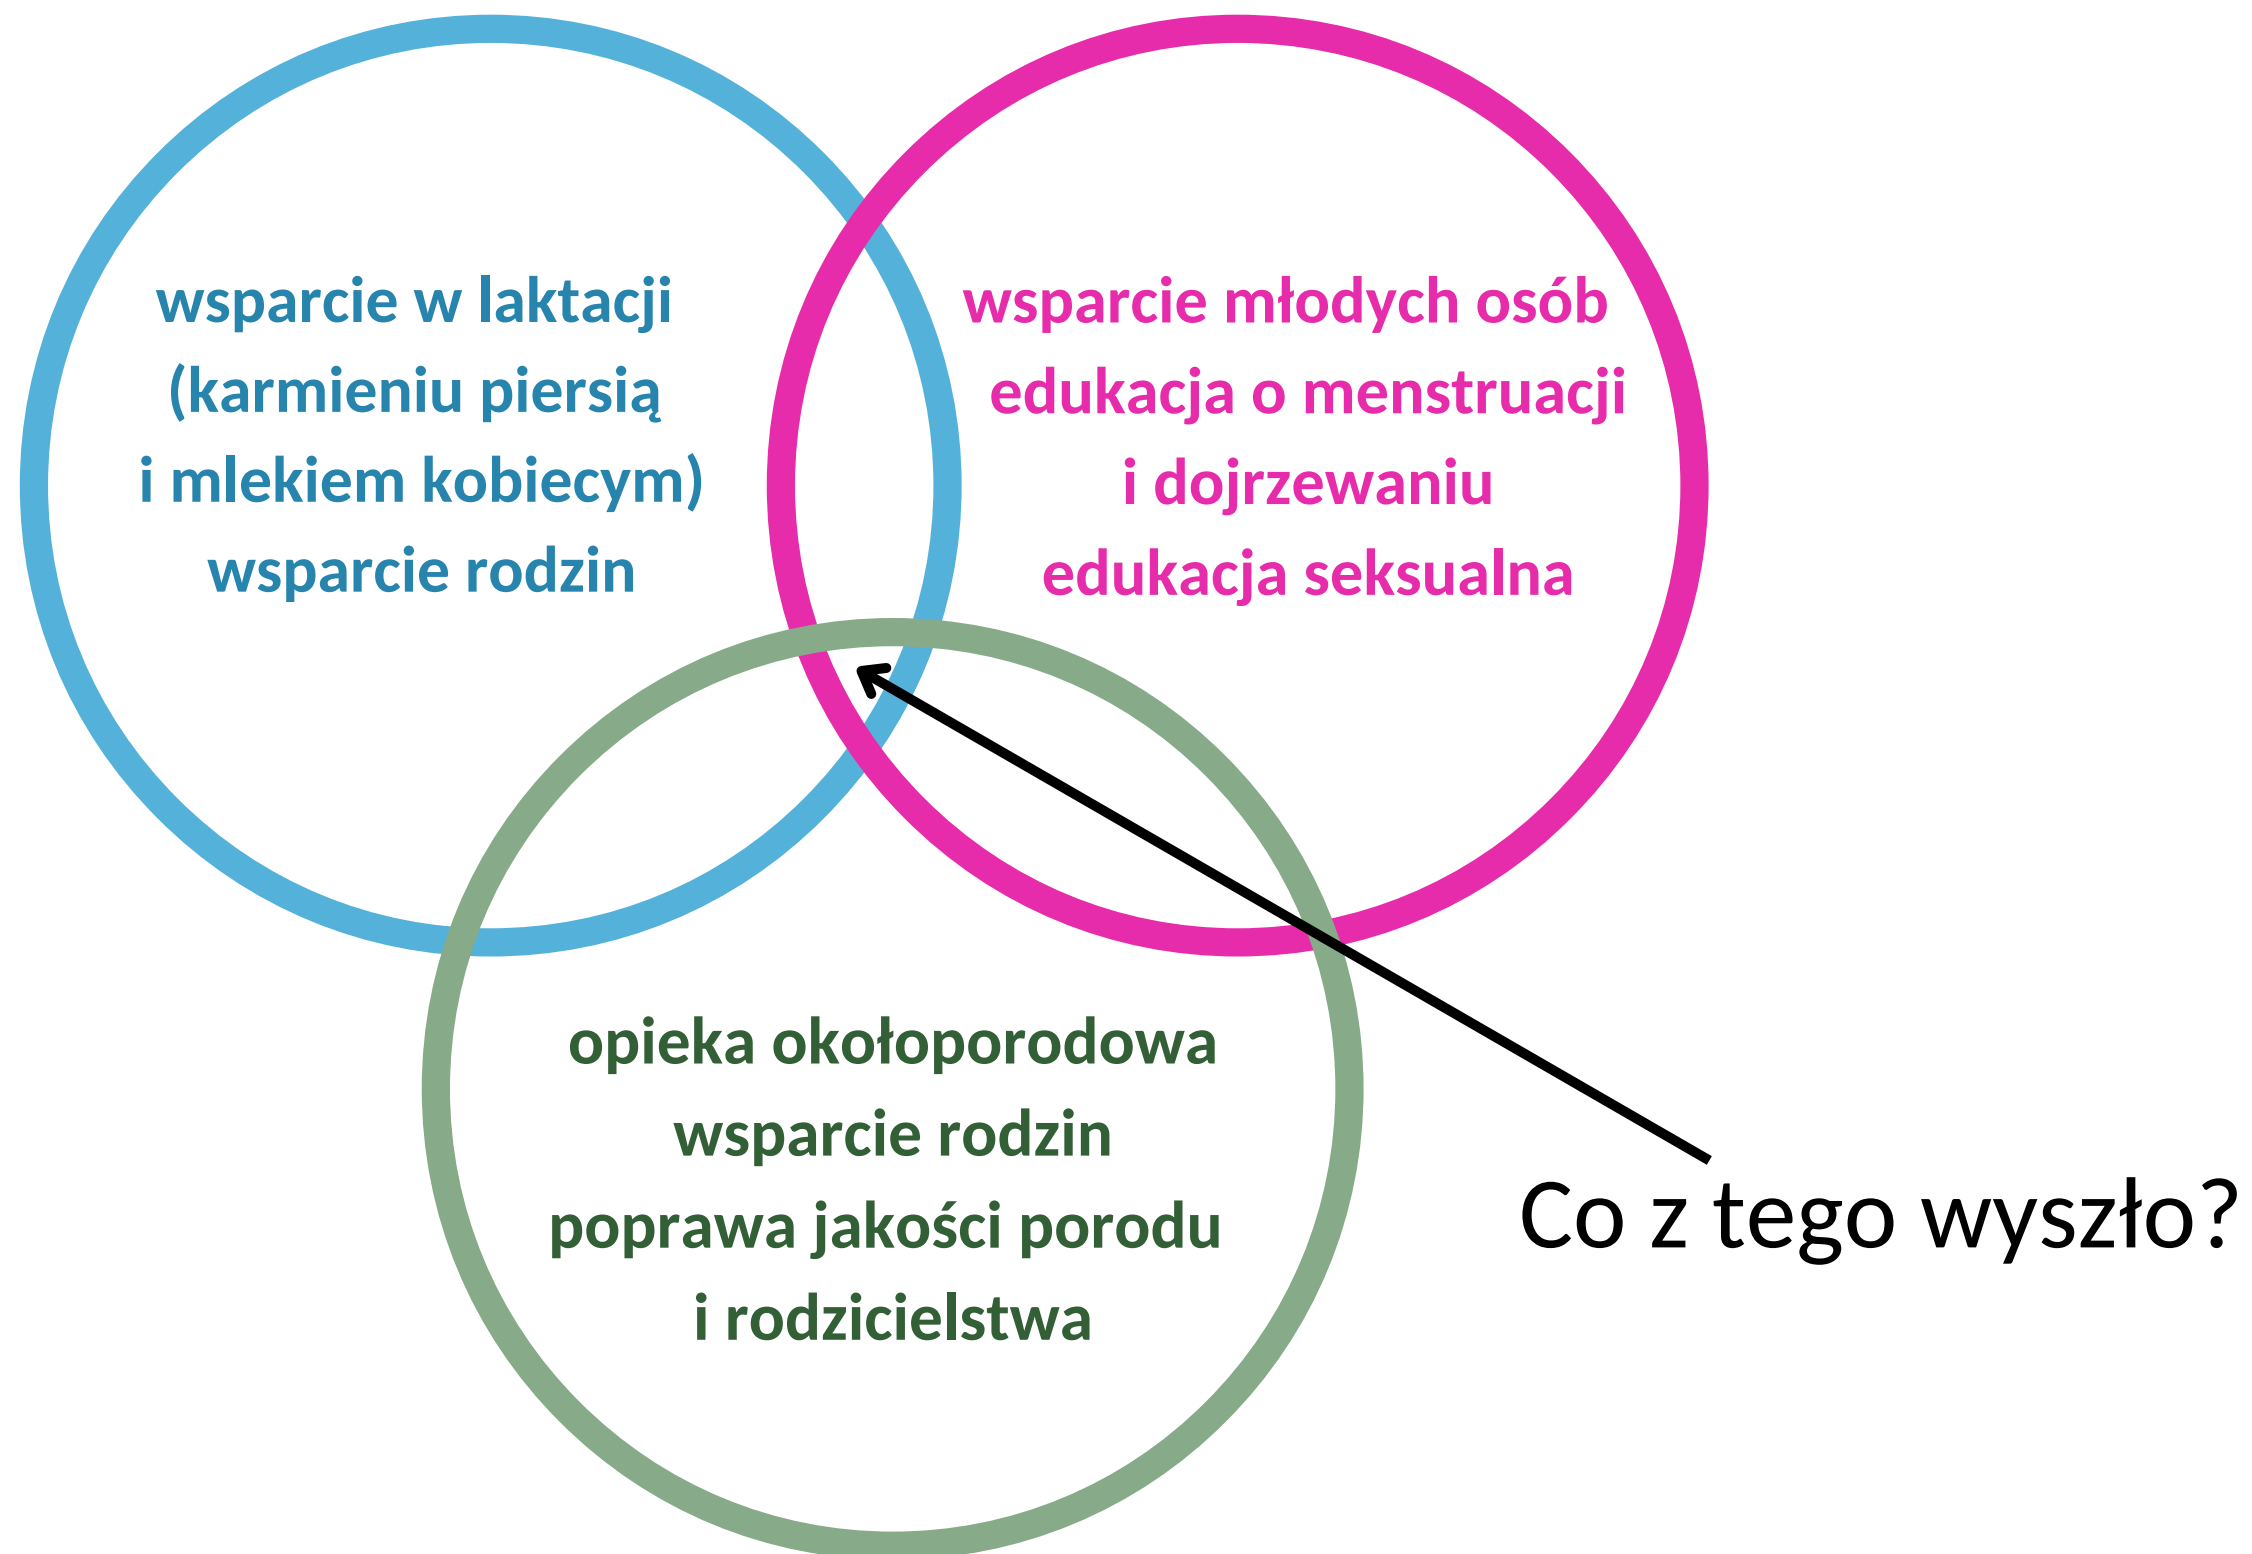 wsparcie w laktacji
(karmieniu piersią
i mlekiem kobiecym)
wsparcie rodzin
wsparcie młodych osób
edukacja o menstruacji
i dojrzewaniu
edukacja seksualna
opieka okołoporodowa
wsparcie rodzin
poprawa jakości porodu
i rodzicielstwa
Co z tego wyszło?